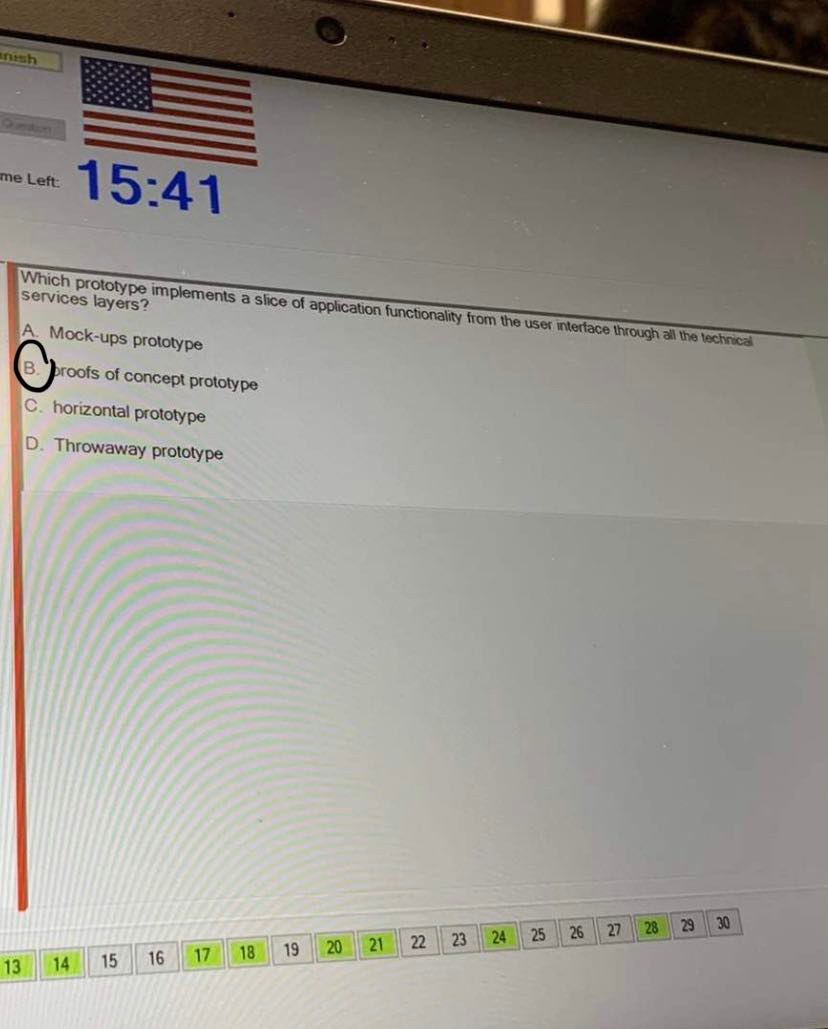 nish
Question
me Left: 15:41
Which prototype implements a slice of application functionality from the user interface through all the technical
services layers?
A. Mock-ups prototype
B. proofs of concept prototype
C. horizontal prototype
D. Throwaway prototype
13 14 15 16 17 18 19 20 21 22 23 24 25 26 27 28 29 30